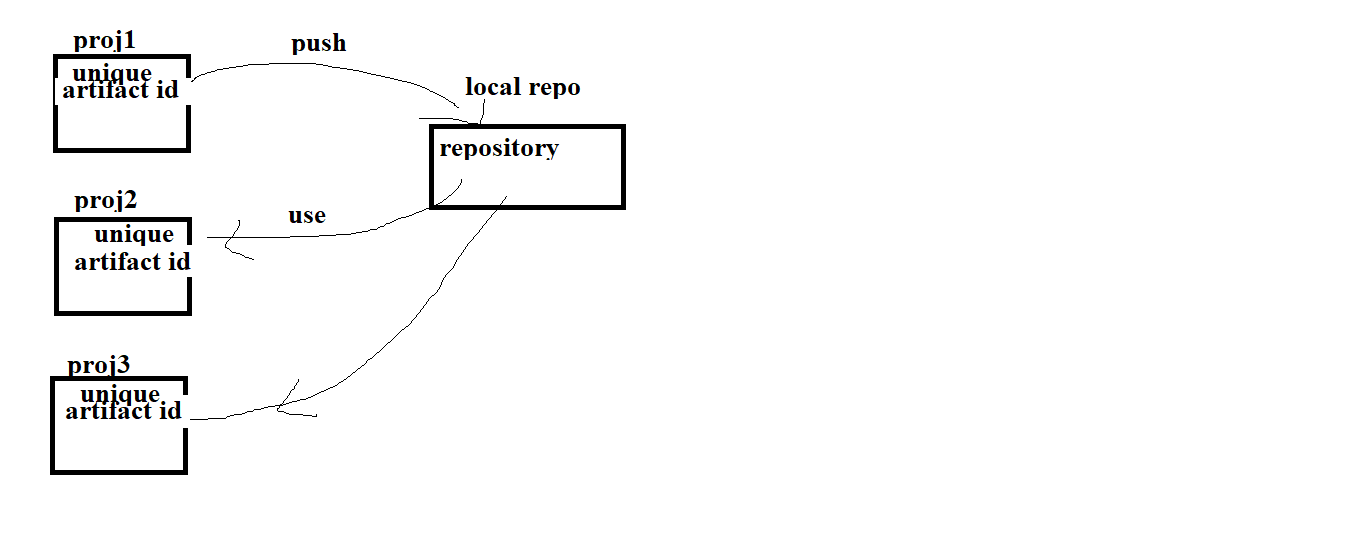 proj1
unique
artifact id
push
local repo
repository
proj2
unique
artifact id
use
proj3
unique
artifact id